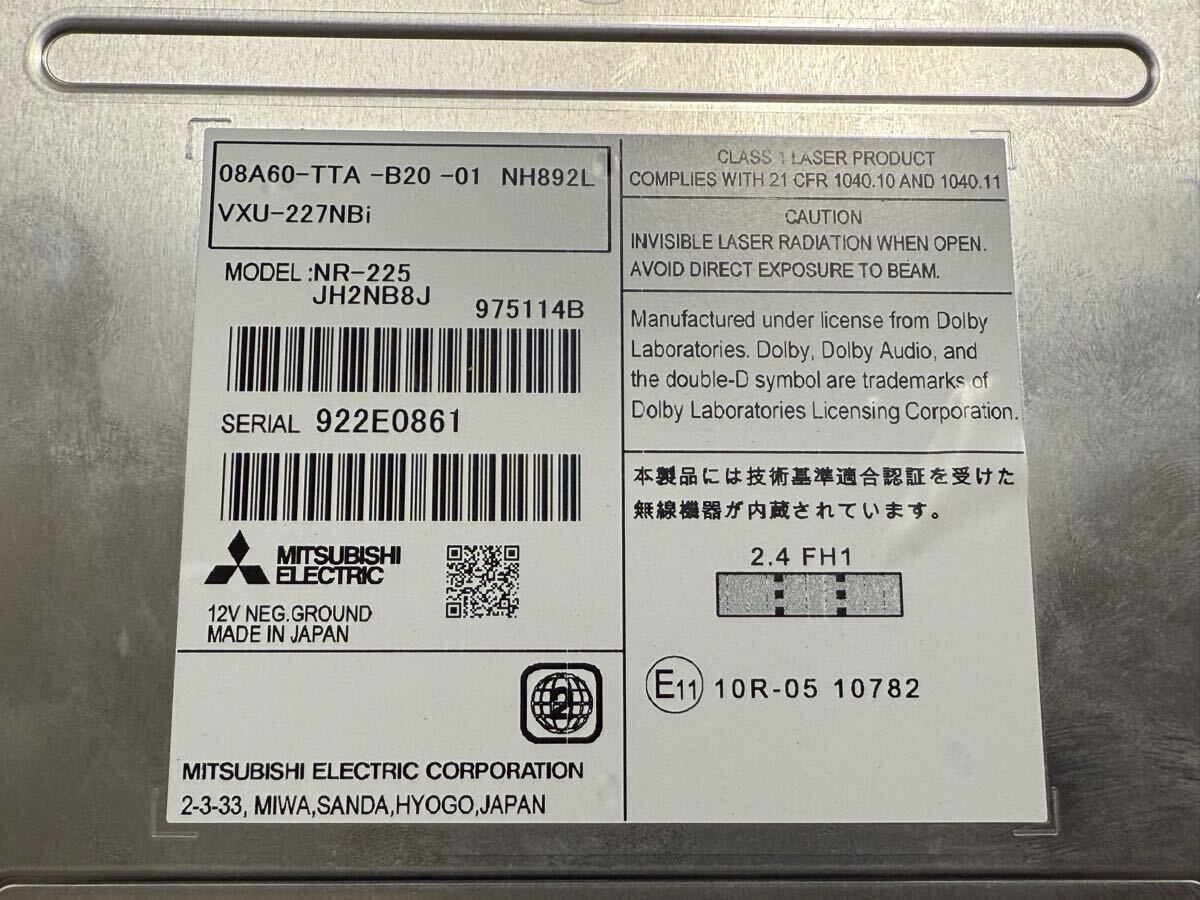 08A60-TTA -B20 -01 NH892L
VXU-227NBi
MODEL :NR-225
JH2NB8J
975114B
SERIAL 922E0861
MITSUBISHI
ELECTRIC
12V NEG.GROUND
MADE IN JAPAN
2
MITSUBISHI ELECTRIC CORPORATION
2-3-33, MIWA,SANDA,HYOGO,JAPAN
CLASS 1 LASER PRODUCT
COMPLIES WITH 21 CFR 1040.10 AND 1040.11
CAUTION
INVISIBLE LASER RADIATION WHEN OPEN.
AVOID DIRECT EXPOSURE TO BEAM.
Manufactured under license from Dolby
Laboratories. Dolby, Dolby Audio, and
the double-D symbol are trademarks of
Dolby Laboratories Licensing Corporation.
本製品には技術基準適合認証を受けた
無線機器が内蔵されています。
2.4 FH1
E11 10R-05 10782